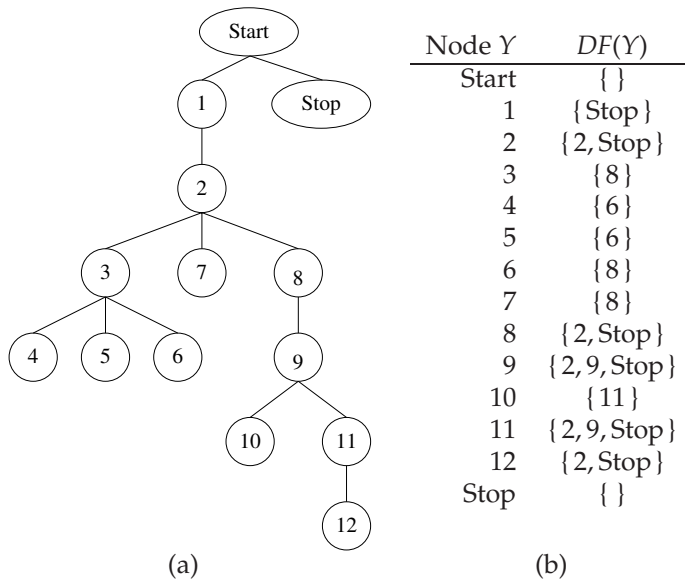 Start
1
Stop
2
3
7
8
4
5
6
9
10
11
12
(a)
Node Y DF(Y)
Start { }
1 {Stop}
2 {2, Stop}
3 {8}
4 {6}
5 {6}
6 {8}
7 {8}
8 {2, Stop}
9 {2, 9, Stop}
10 {11}
11 {2, 9, Stop}
12 {2, Stop}
Stop { }
(b)